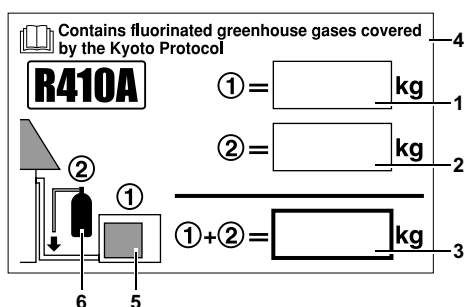 Contains fluorinated greenhouse gases covered
by the Kyoto Protocol
4
R410A
①= kg
1
②= kg
2
②
①
①+②= kg
3
6 5